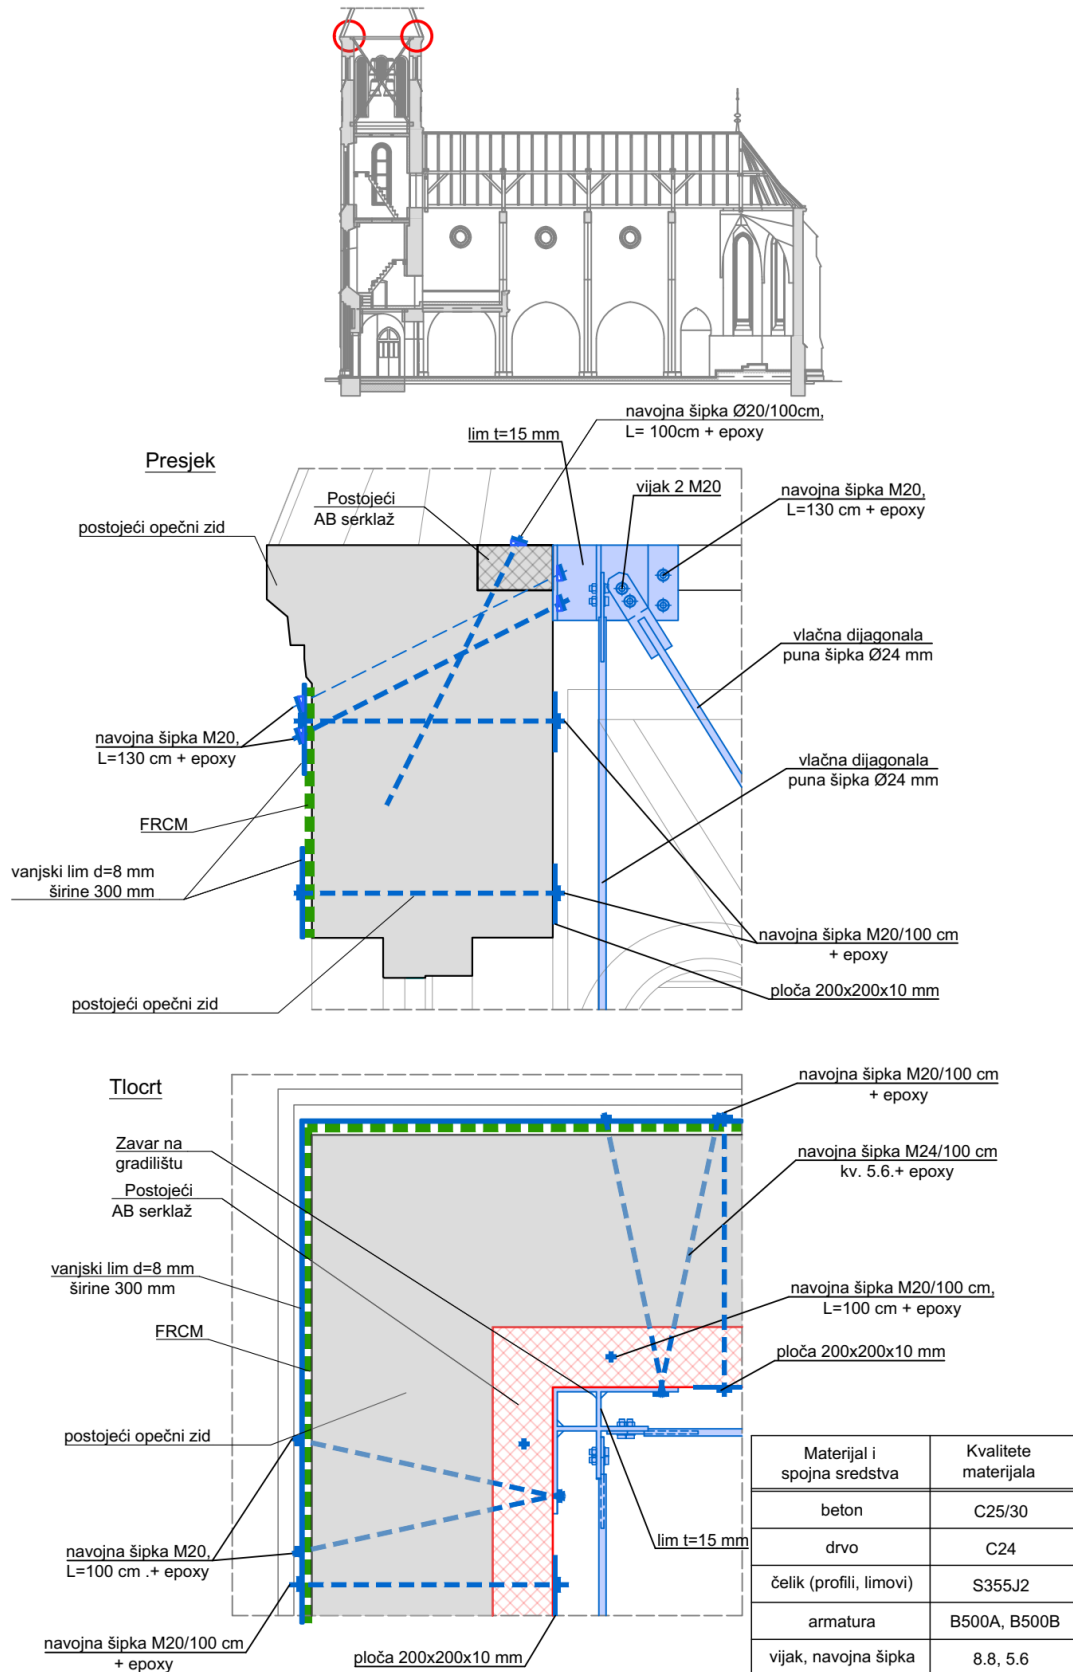 navojna šipka Ø20/100cm,
L= 100cm + epoxy
lim t=15 mm
Presjek
vijak 2 M20
navojna šipka M20,
L=130 cm + epoxy
Postojeći
AB serklaž
postojeći opečni zid
vlačna dijagonala
puna šipka Ø24 mm
navojna šipka M20,
L=130 cm + epoxy
vlačna dijagonala
puna šipka Ø24 mm
FRCM
vanjski lim d=8 mm
širine 300 mm
navojna šipka M20/100 cm
+ epoxy
ploča 200x200x10 mm
postojeći opečni zid
Tlocrt
navojna šipka M20/100 cm
+ epoxy
Zavar na
gradilištu
navojna šipka M24/100 cm
kv. 5.6.+ epoxy
Postojeći
AB serklaž
vanjski lim d=8 mm
širine 300 mm
navojna šipka M20/100 cm,
L=100 cm + epoxy
FRCM
ploča 200x200x10 mm
postojeći opečni zid
lim t=15 mm
navojna šipka M20,
L=100 cm .+ epoxy
navojna šipka M20/100 cm
+ epoxy
ploča 200x200x10 mm
Materijal i
spojna sredstva
Kvalitete
materijala
beton
C25/30
drvo
C24
čelik (profili, limovi)
S355J2
armatura
B500A, B500B
vijak, navojna šipka
8.8, 5.6